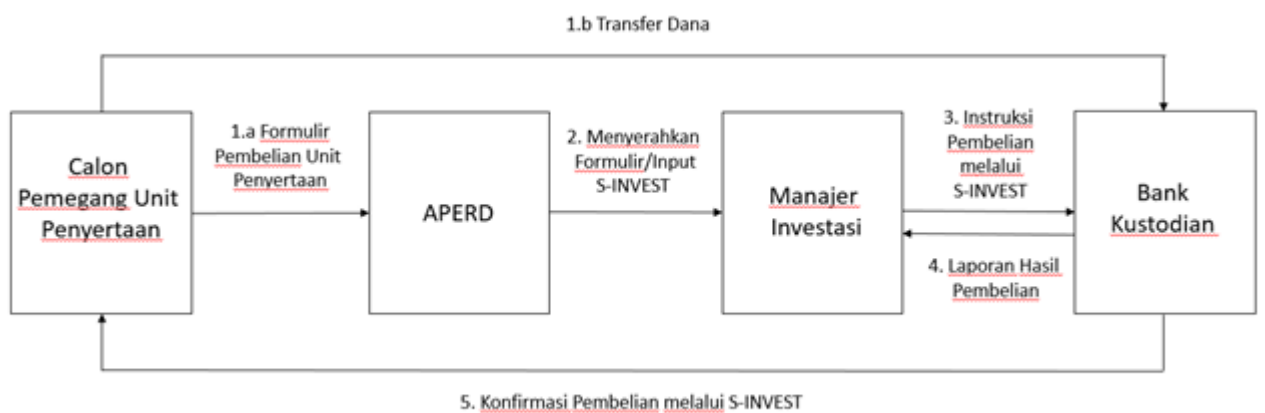 1.b Transfer Dana
Calon
Pemegang Unit
Penyertaan
1.a Formulir
Pembelian Unit
Penyertaan
APERD
2. Menyerahkan
Formulir/Input
S-INVEST
Manajer
Investasi
3. Instruksi
Pembelian
melalui
S-INVEST
4. Laporan Hasil
Pembelian
Bank
Kustodian
5. Konfirmasi Pembelian melalui S-INVEST